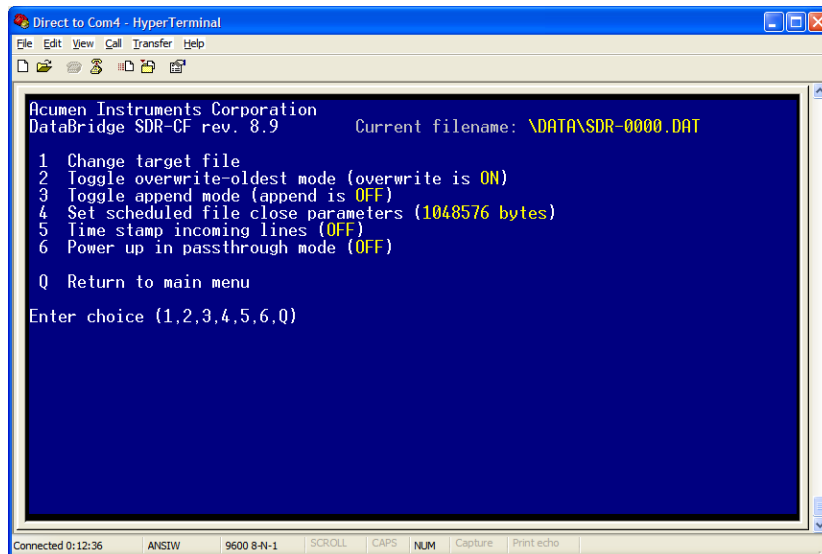 Direct to Com4 - HyperTerminal
File Edit View Call Transfer Help
Acumen Instruments Corporation
DataBridge SDR-CF rev. 8.9 Current filename: \DATA\SDR-0000.DAT
1 Change target file
2 Toggle overwrite-oldest mode (overwrite is ON)
3 Toggle append mode (append is OFF)
4 Set scheduled file close parameters (1048576 bytes)
5 Time stamp incoming lines (OFF)
6 Power up in passthrough mode (OFF)
Q Return to main menu
Enter choice (1,2,3,4,5,6,Q)
Connected 0:12:36 ANSIW 9600 8-N-1 SCROLL CAPS NUM Capture Print echo